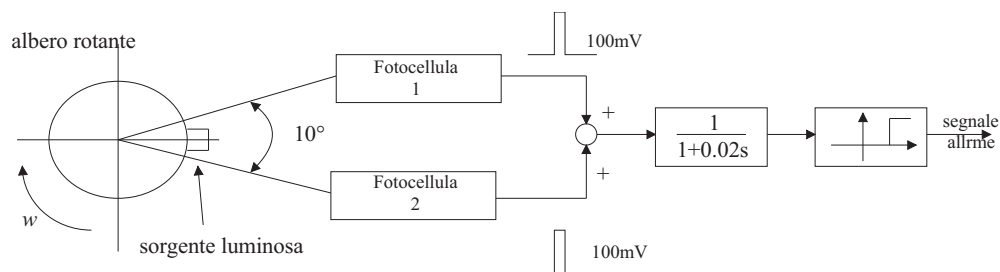 albero rotante
100mV
Fotocellula
1
10°
+
1
1+0.02s
segnale
allrme
+
Fotocellula
2
w
sorgente luminosa
100mV